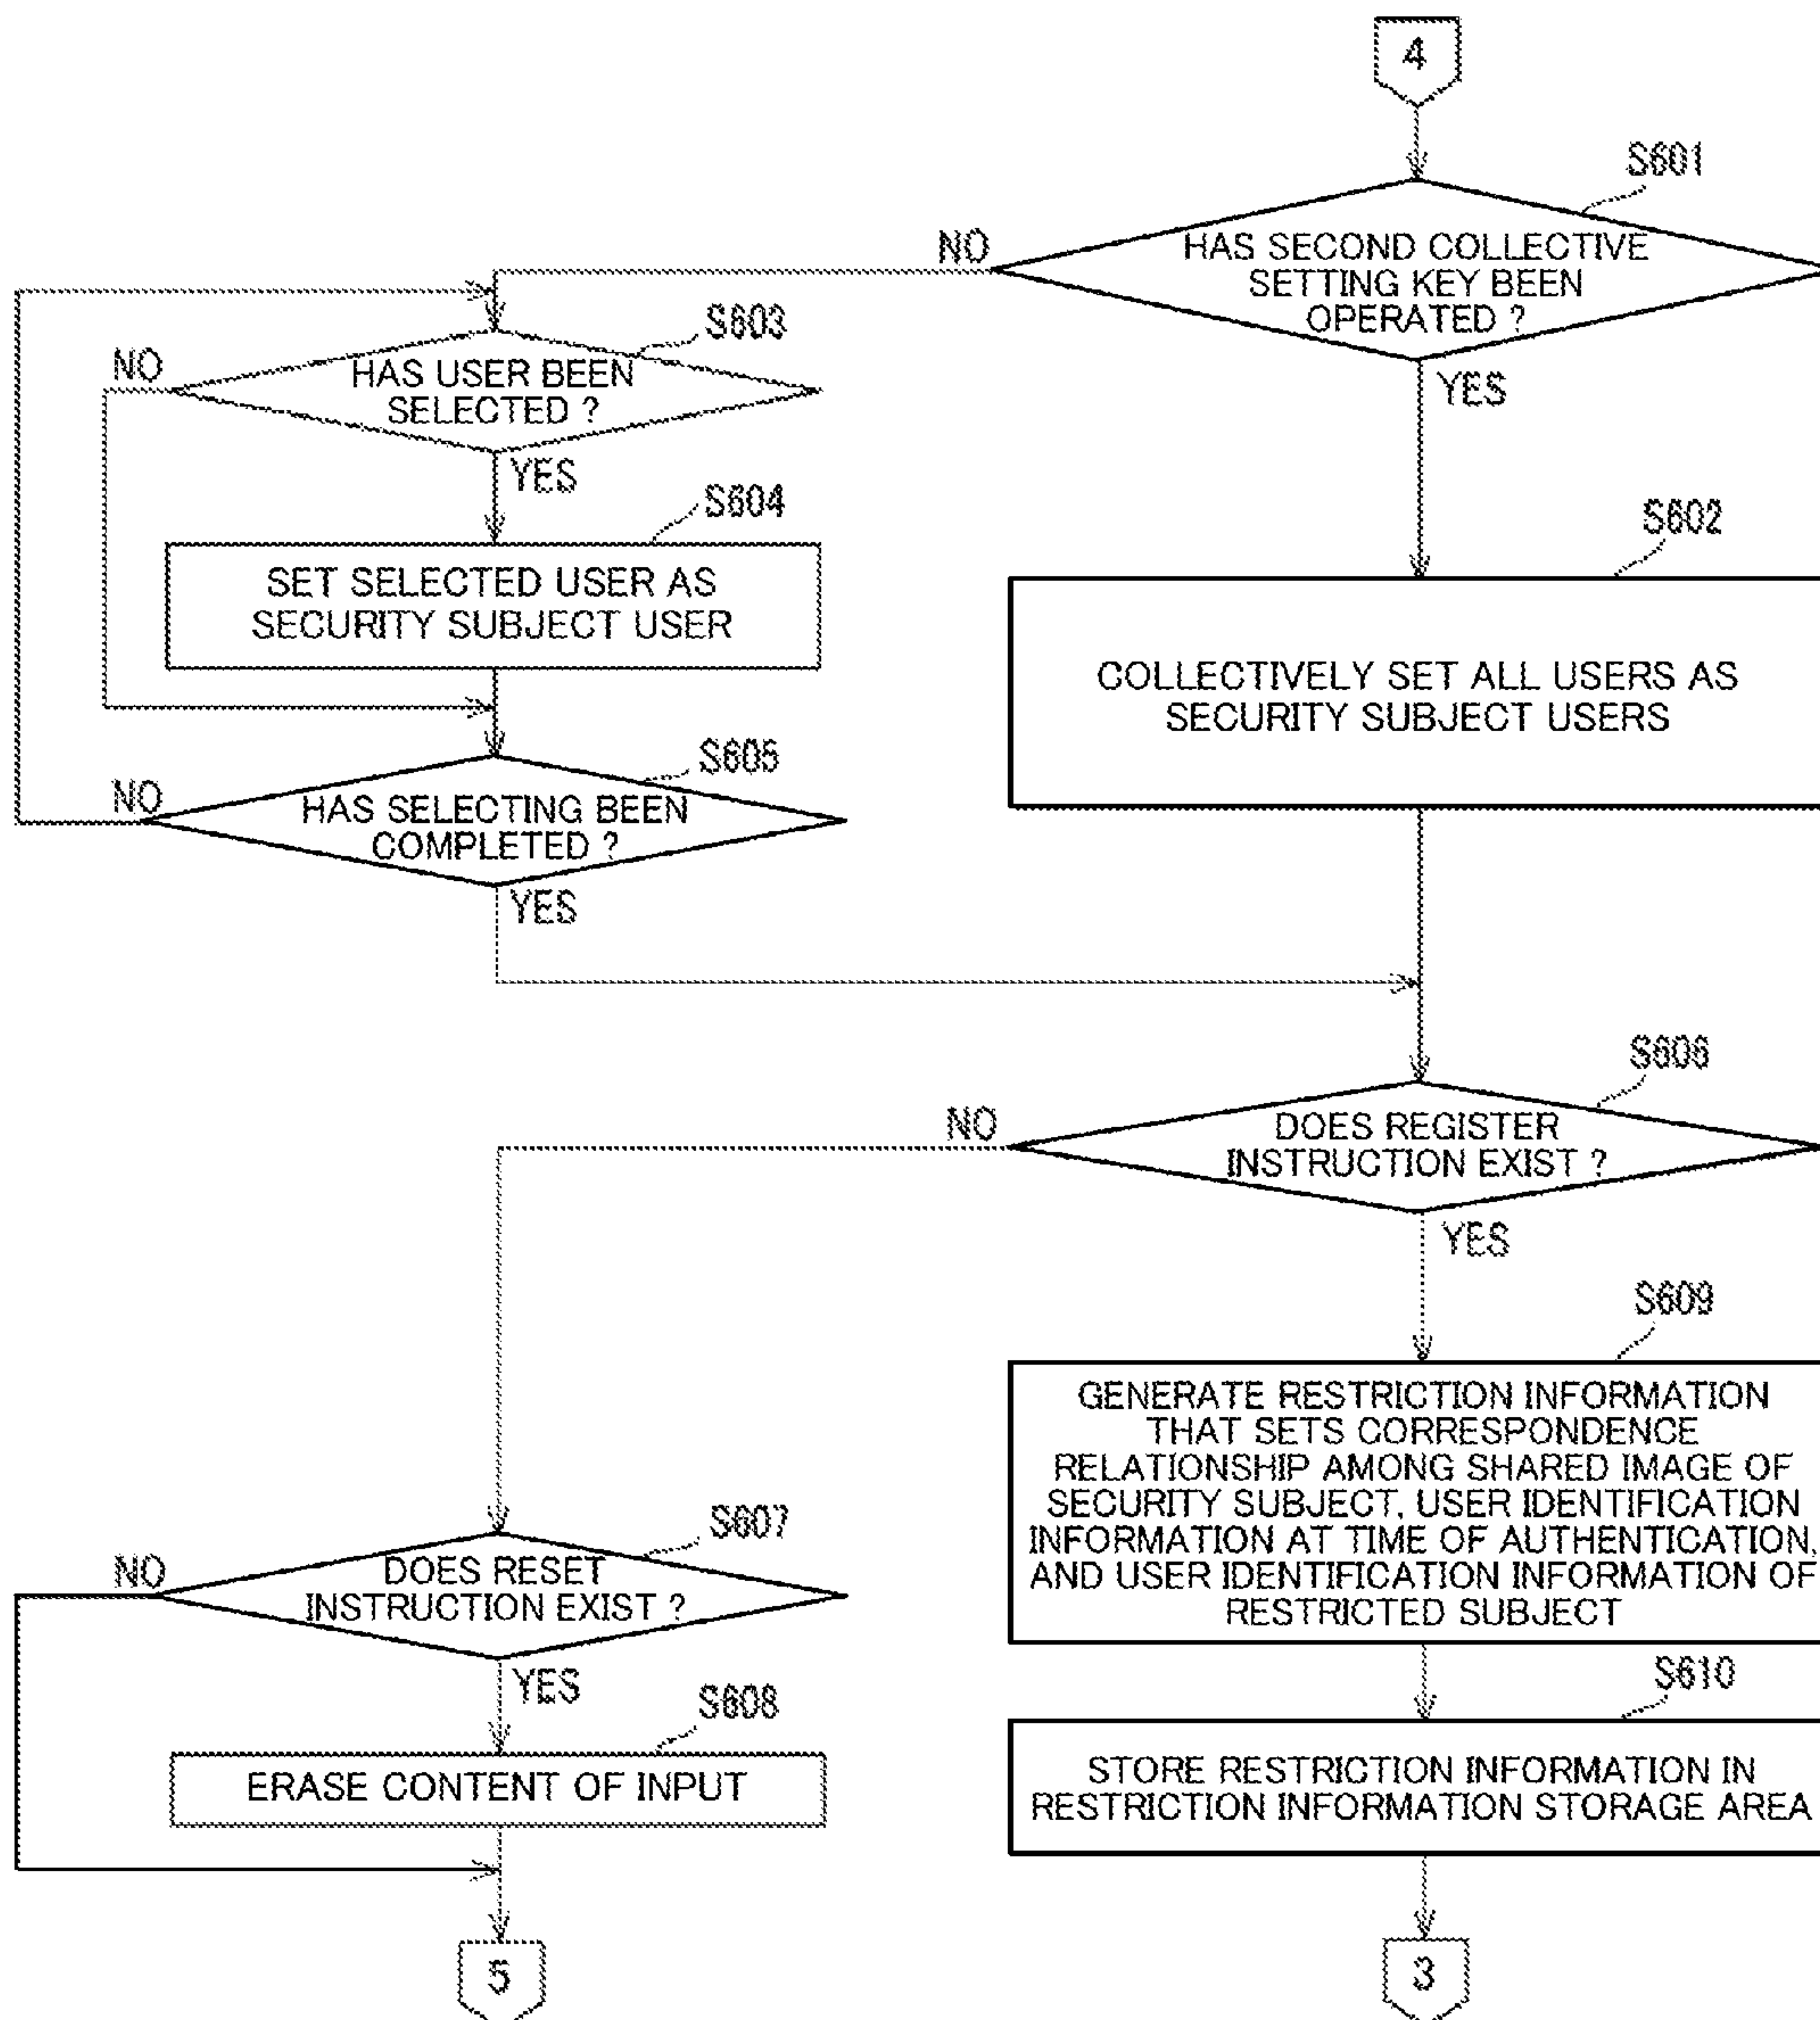 4
S601
HAS SECOND COLLECTIVE
SETTING KEY BEEN
OPERATED ?
NO
YES
S603
HAS USER BEEN
SELECTED ?
NO
YES
S604
SET SELECTED USER AS
SECURITY SUBJECT USER
S602
COLLECTIVELY SET ALL USERS AS
SECURITY SUBJECT USERS
S605
HAS SELECTING BEEN
COMPLETED ?
NO
YES
S606
DOES REGISTER
INSTRUCTION EXIST ?
NO
YES
S609
GENERATE RESTRICTION INFORMATION
THAT SETS CORRESPONDENCE
RELATIONSHIP AMONG SHARED IMAGE OF
SECURITY SUBJECT, USER IDENTIFICATION
INFORMATION AT TIME OF AUTHENTICATION,
AND USER IDENTIFICATION INFORMATION OF
RESTRICTED SUBJECT
S607
DOES RESET
INSTRUCTION EXIST ?
NO
YES
S608
ERASE CONTENT OF INPUT
S610
STORE RESTRICTION INFORMATION IN
RESTRICTION INFORMATION STORAGE AREA
5
3